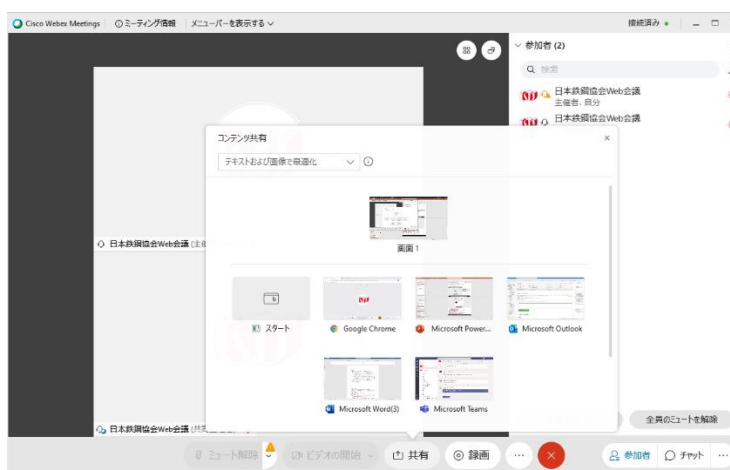 Cisco Webex Meetings
ミーティング情報
メニューバーを表示する
接続済み
参加者 (2)
検索
日本鉄鋼協会Web会議
主催者、自分
日本鉄鋼協会Web会議
コンテンツ共有
テキストおよび画像で最適化
画面 1
日本鉄鋼協会Web会議
スタート
Google Chrome
Microsoft Power...
Microsoft Outlook
Microsoft Word(3)
Microsoft Teams
日本鉄鋼協会Web会議
全員のミュートを解除
ミュート解除
ビデオの開始
共有
録画
参加者
チャット